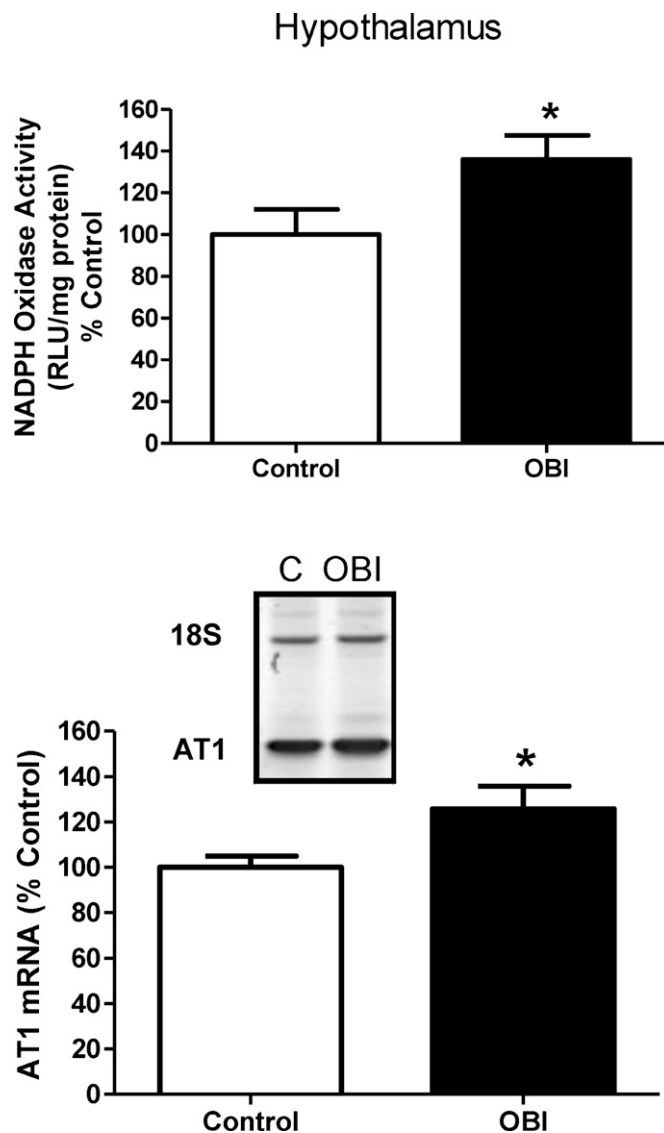 Hypothalamus
NADPH Oxidase Activity
(RLU/mg protein)
% Control
160
140
120
100
80
60
40
20
0
*
Control OBI
C OBI
18S
AT1
AT1 mRNA (% Control)
160
140
120
100
80
60
40
20
0
*
Control OBI